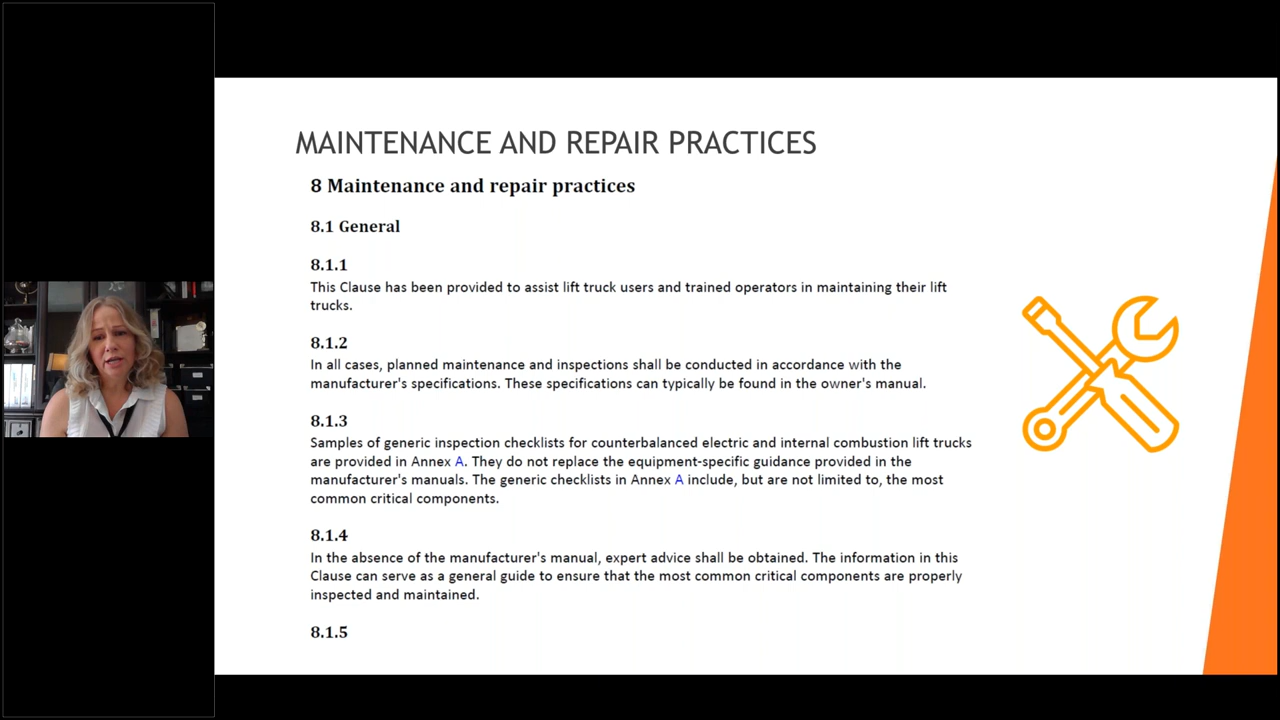 MAINTENANCE AND REPAIR PRACTICES
8 Maintenance and repair practices
8.1 General
8.1.1
This Clause has been provided to assist lift truck users and trained operators in maintaining their lift
trucks.
8.1.2
In all cases, planned maintenance and inspections shall be conducted in accordance with the
manufacturer's specifications. These specifications can typically be found in the owner's manual.
8.1.3
Samples of generic inspection checklists for counterbalanced electric and internal combustion lift trucks
are provided in Annex A. They do not replace the equipment-specific guidance provided in the
manufacturer's manuals. The generic checklists in Annex A include, but are not limited to, the most
common critical components.
8.1.4
In the absence of the manufacturer's manual, expert advice shall be obtained. The information in this
Clause can serve as a general guide to ensure that the most common critical components are properly
inspected and maintained.
8.1.5